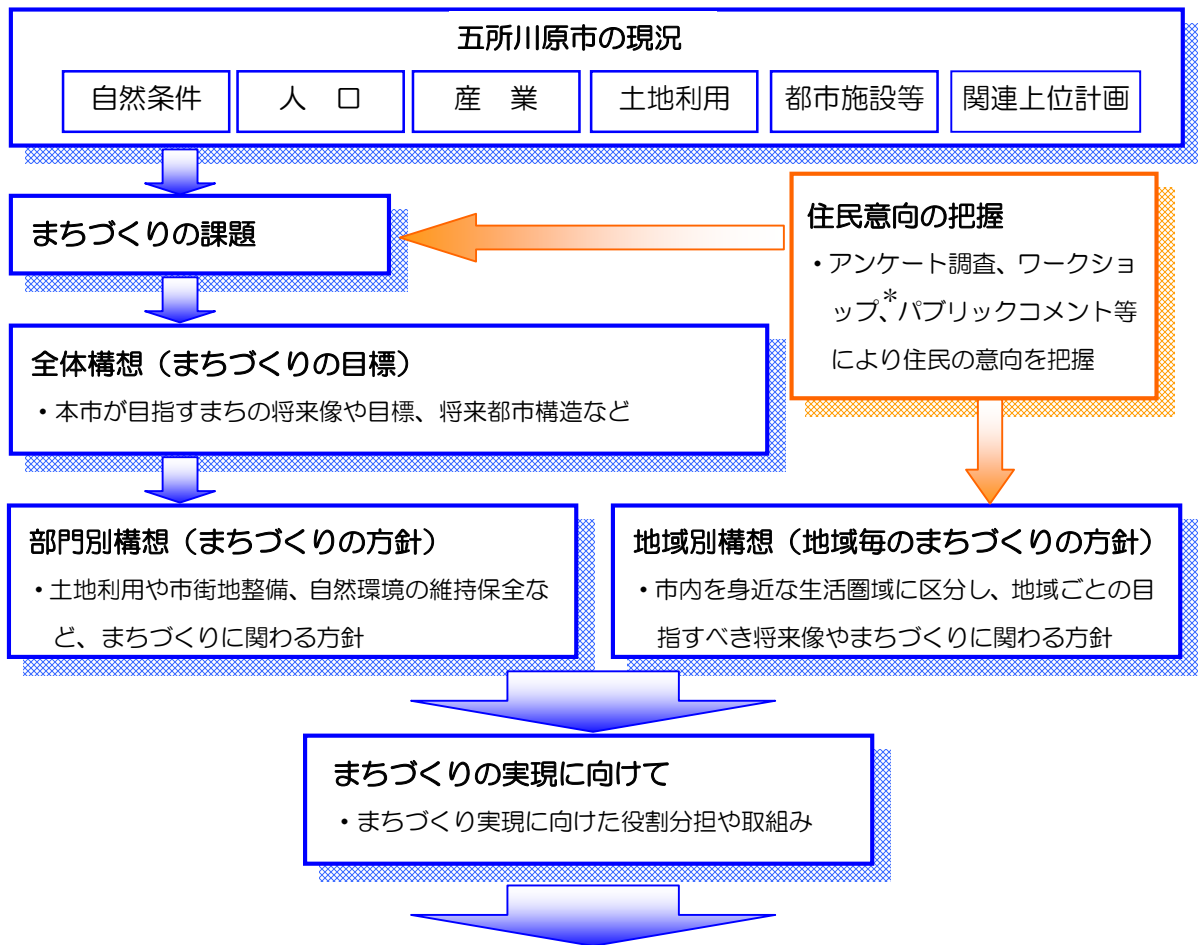 五所川原市の現況
自然条件
人　口
産　業
土地利用
都市施設等
関連上位計画
まちづくりの課題
住民意向の把握
・アンケート調査、ワークショ
ップ、*パブリックコメント等
により住民の意向を把握
全体構想（まちづくりの目標）
・本市が目指すまちの将来像や目標、将来都市構造など
部門別構想（まちづくりの方針）
・土地利用や市街地整備、自然環境の維持保全な
ど、まちづくりに関わる方針
地域別構想（地域毎のまちづくりの方針）
・市内を身近な生活圏域に区分し、地域ごとの目
指すべき将来像やまちづくりに関わる方針
まちづくりの実現に向けて
・まちづくり実現に向けた役割分担や取組み